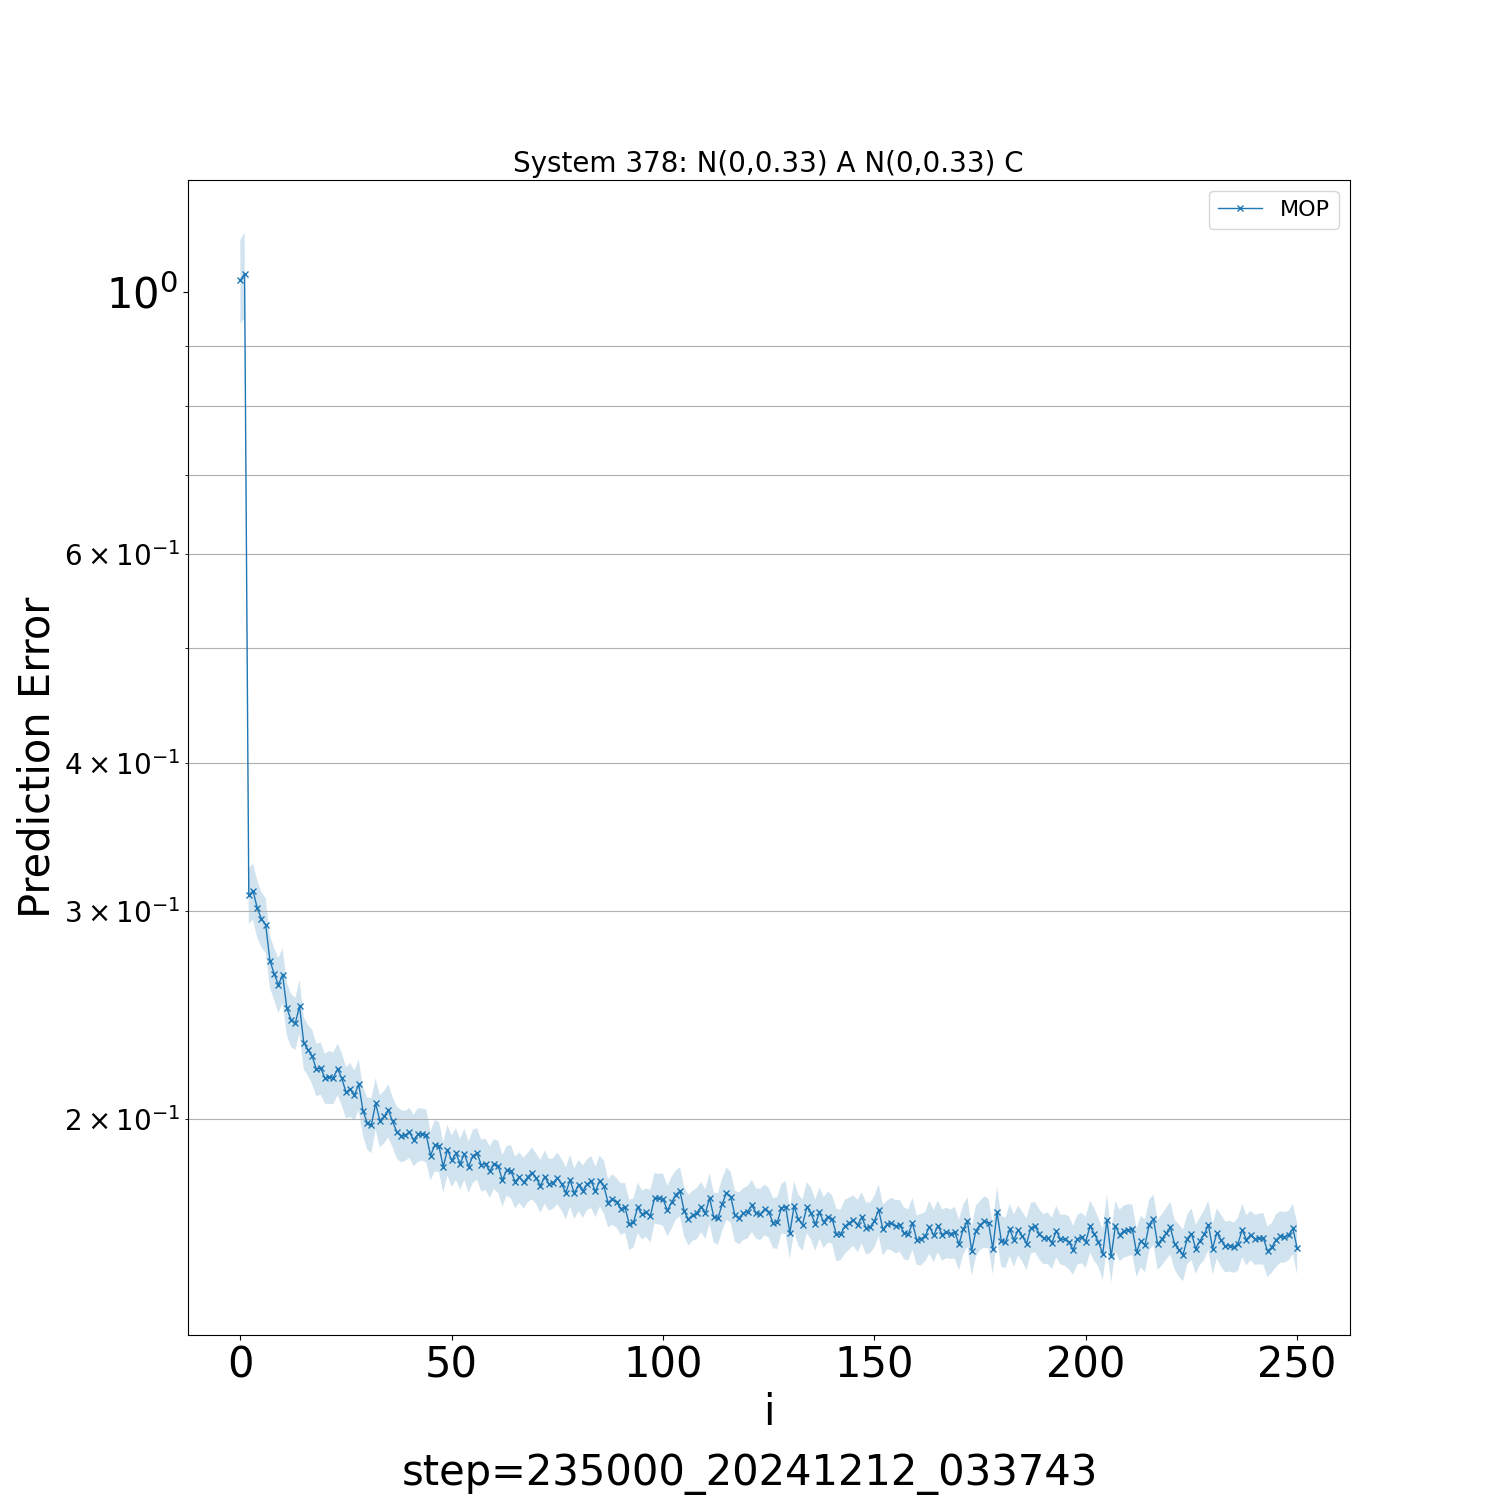 System 378: N(0,0.33) A N(0,0.33) C
MOP
10⁰
6 × 10⁻¹
4 × 10⁻¹
3 × 10⁻¹
2 × 10⁻¹
Prediction Error
0 50 100 150 200 250
i
step=235000_20241212_033743